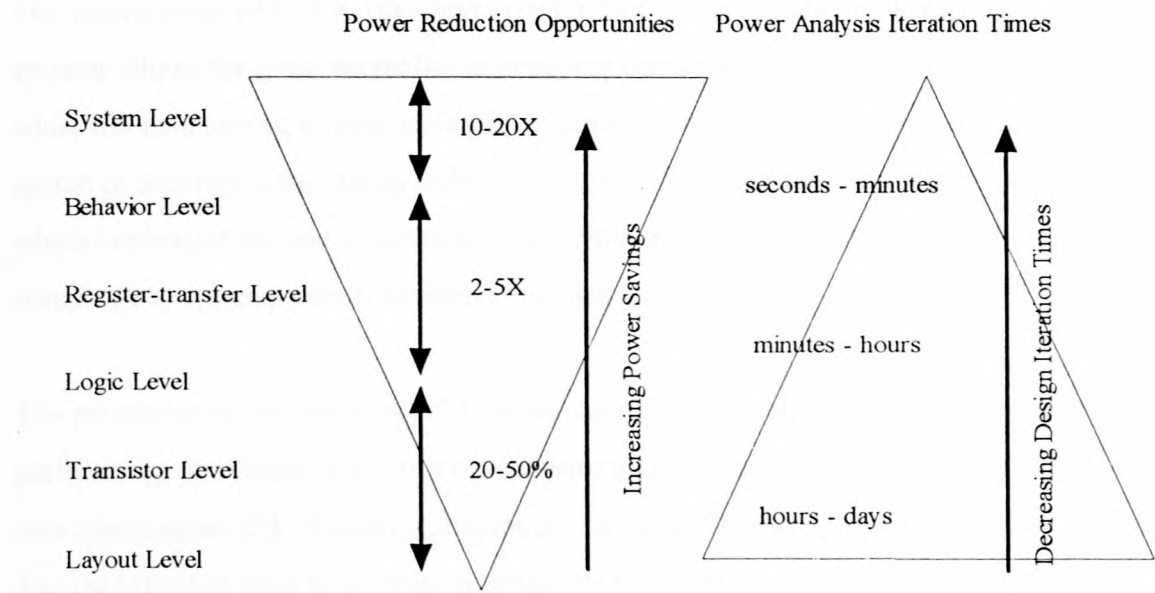 Power Reduction Opportunities Power Analysis Iteration Times
System Level
10-20X
seconds - minutes
Behavior Level
Register-transfer Level
2-5X
minutes - hours
Logic Level
Transistor Level
20-50%
hours - days
Layout Level
Increasing Power Savings
Decreasing Design Iteration Times